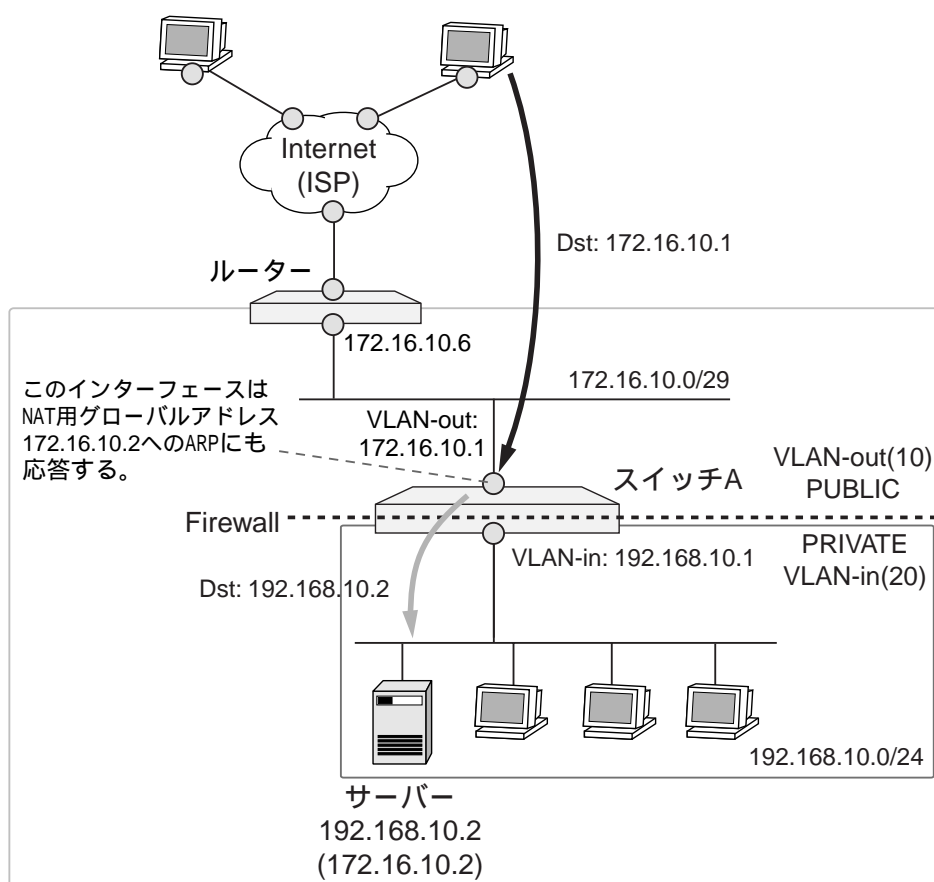 Internet
(ISP)
Dst: 172.16.10.1
ルーター
172.16.10.6
172.16.10.0/29
このインターフェースは
NAT用グローバルアドレス
172.16.10.2へのARPにも
応答する。
VLAN-out:
172.16.10.1
スイッチA
VLAN-out(10)
PUBLIC
Firewall
PRIVATE
VLAN-in(20)
VLAN-in: 192.168.10.1
Dst: 192.168.10.2
192.168.10.0/24
サーバー
192.168.10.2
(172.16.10.2)